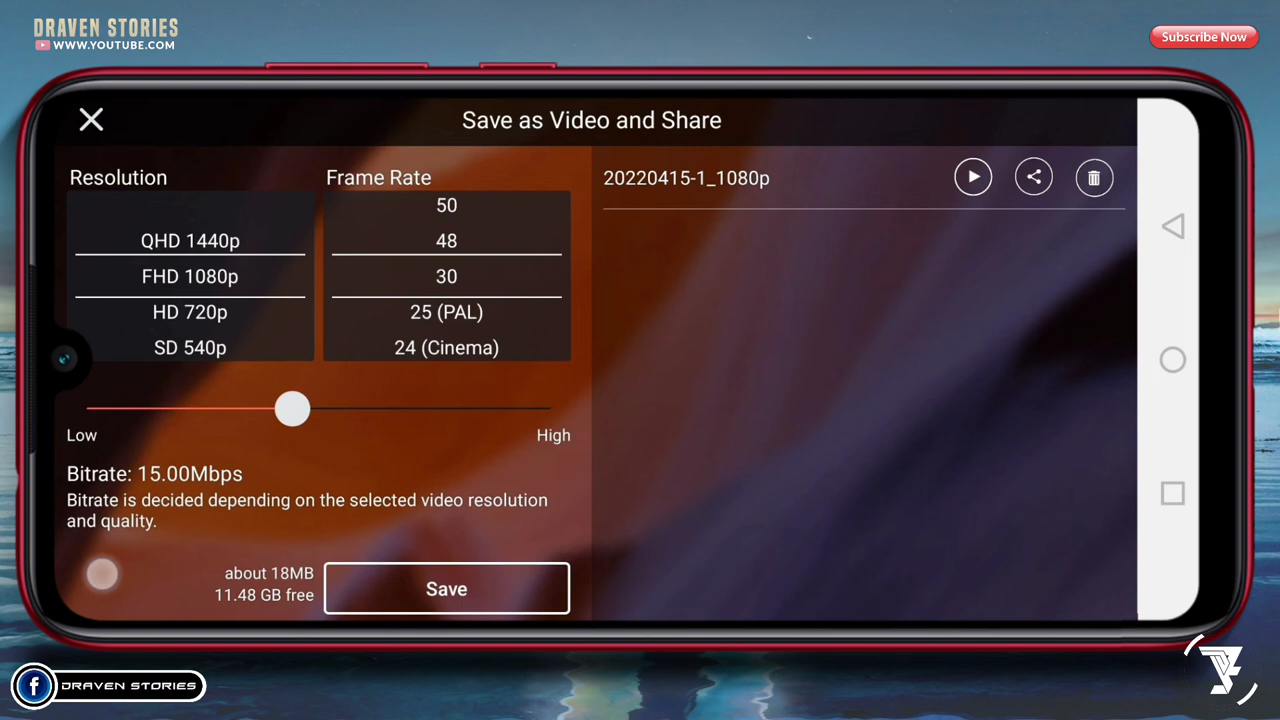 DRAVEN STORIES
WWW.YOUTUBE.COM
Subscribe Now
Save as Video and Share
Resolution
QHD 1440p
FHD 1080p
HD 720p
SD 540p
Frame Rate
50
48
30
25 (PAL)
24 (Cinema)
20220415-1_1080p
Low
High
Bitrate: 15.00Mbps
Bitrate is decided depending on the selected video resolution
and quality.
about 18MB
11.48 GB free
Save
f DRAVEN STORIES